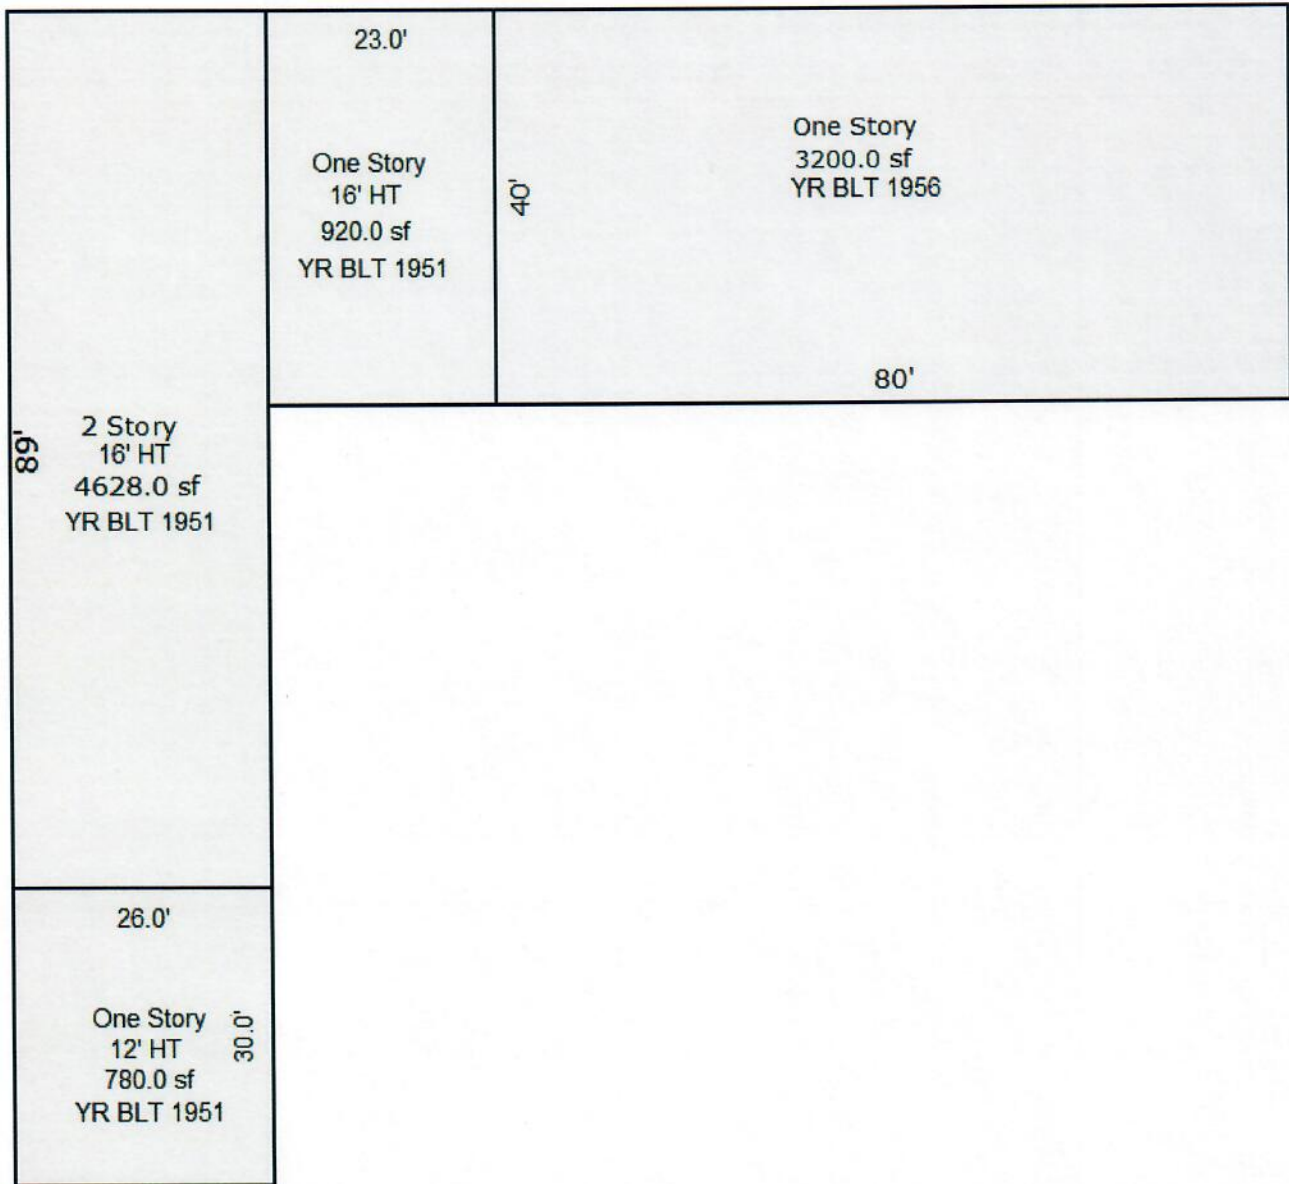 23.0'
One Story
16' HT
920.0 sf
YR BLT 1951
40'
One Story
3200.0 sf
YR BLT 1956
80'
89'
2 Story
16' HT
4628.0 sf
YR BLT 1951
26.0'
One Story
12' HT
780.0 sf
YR BLT 1951
30.0'